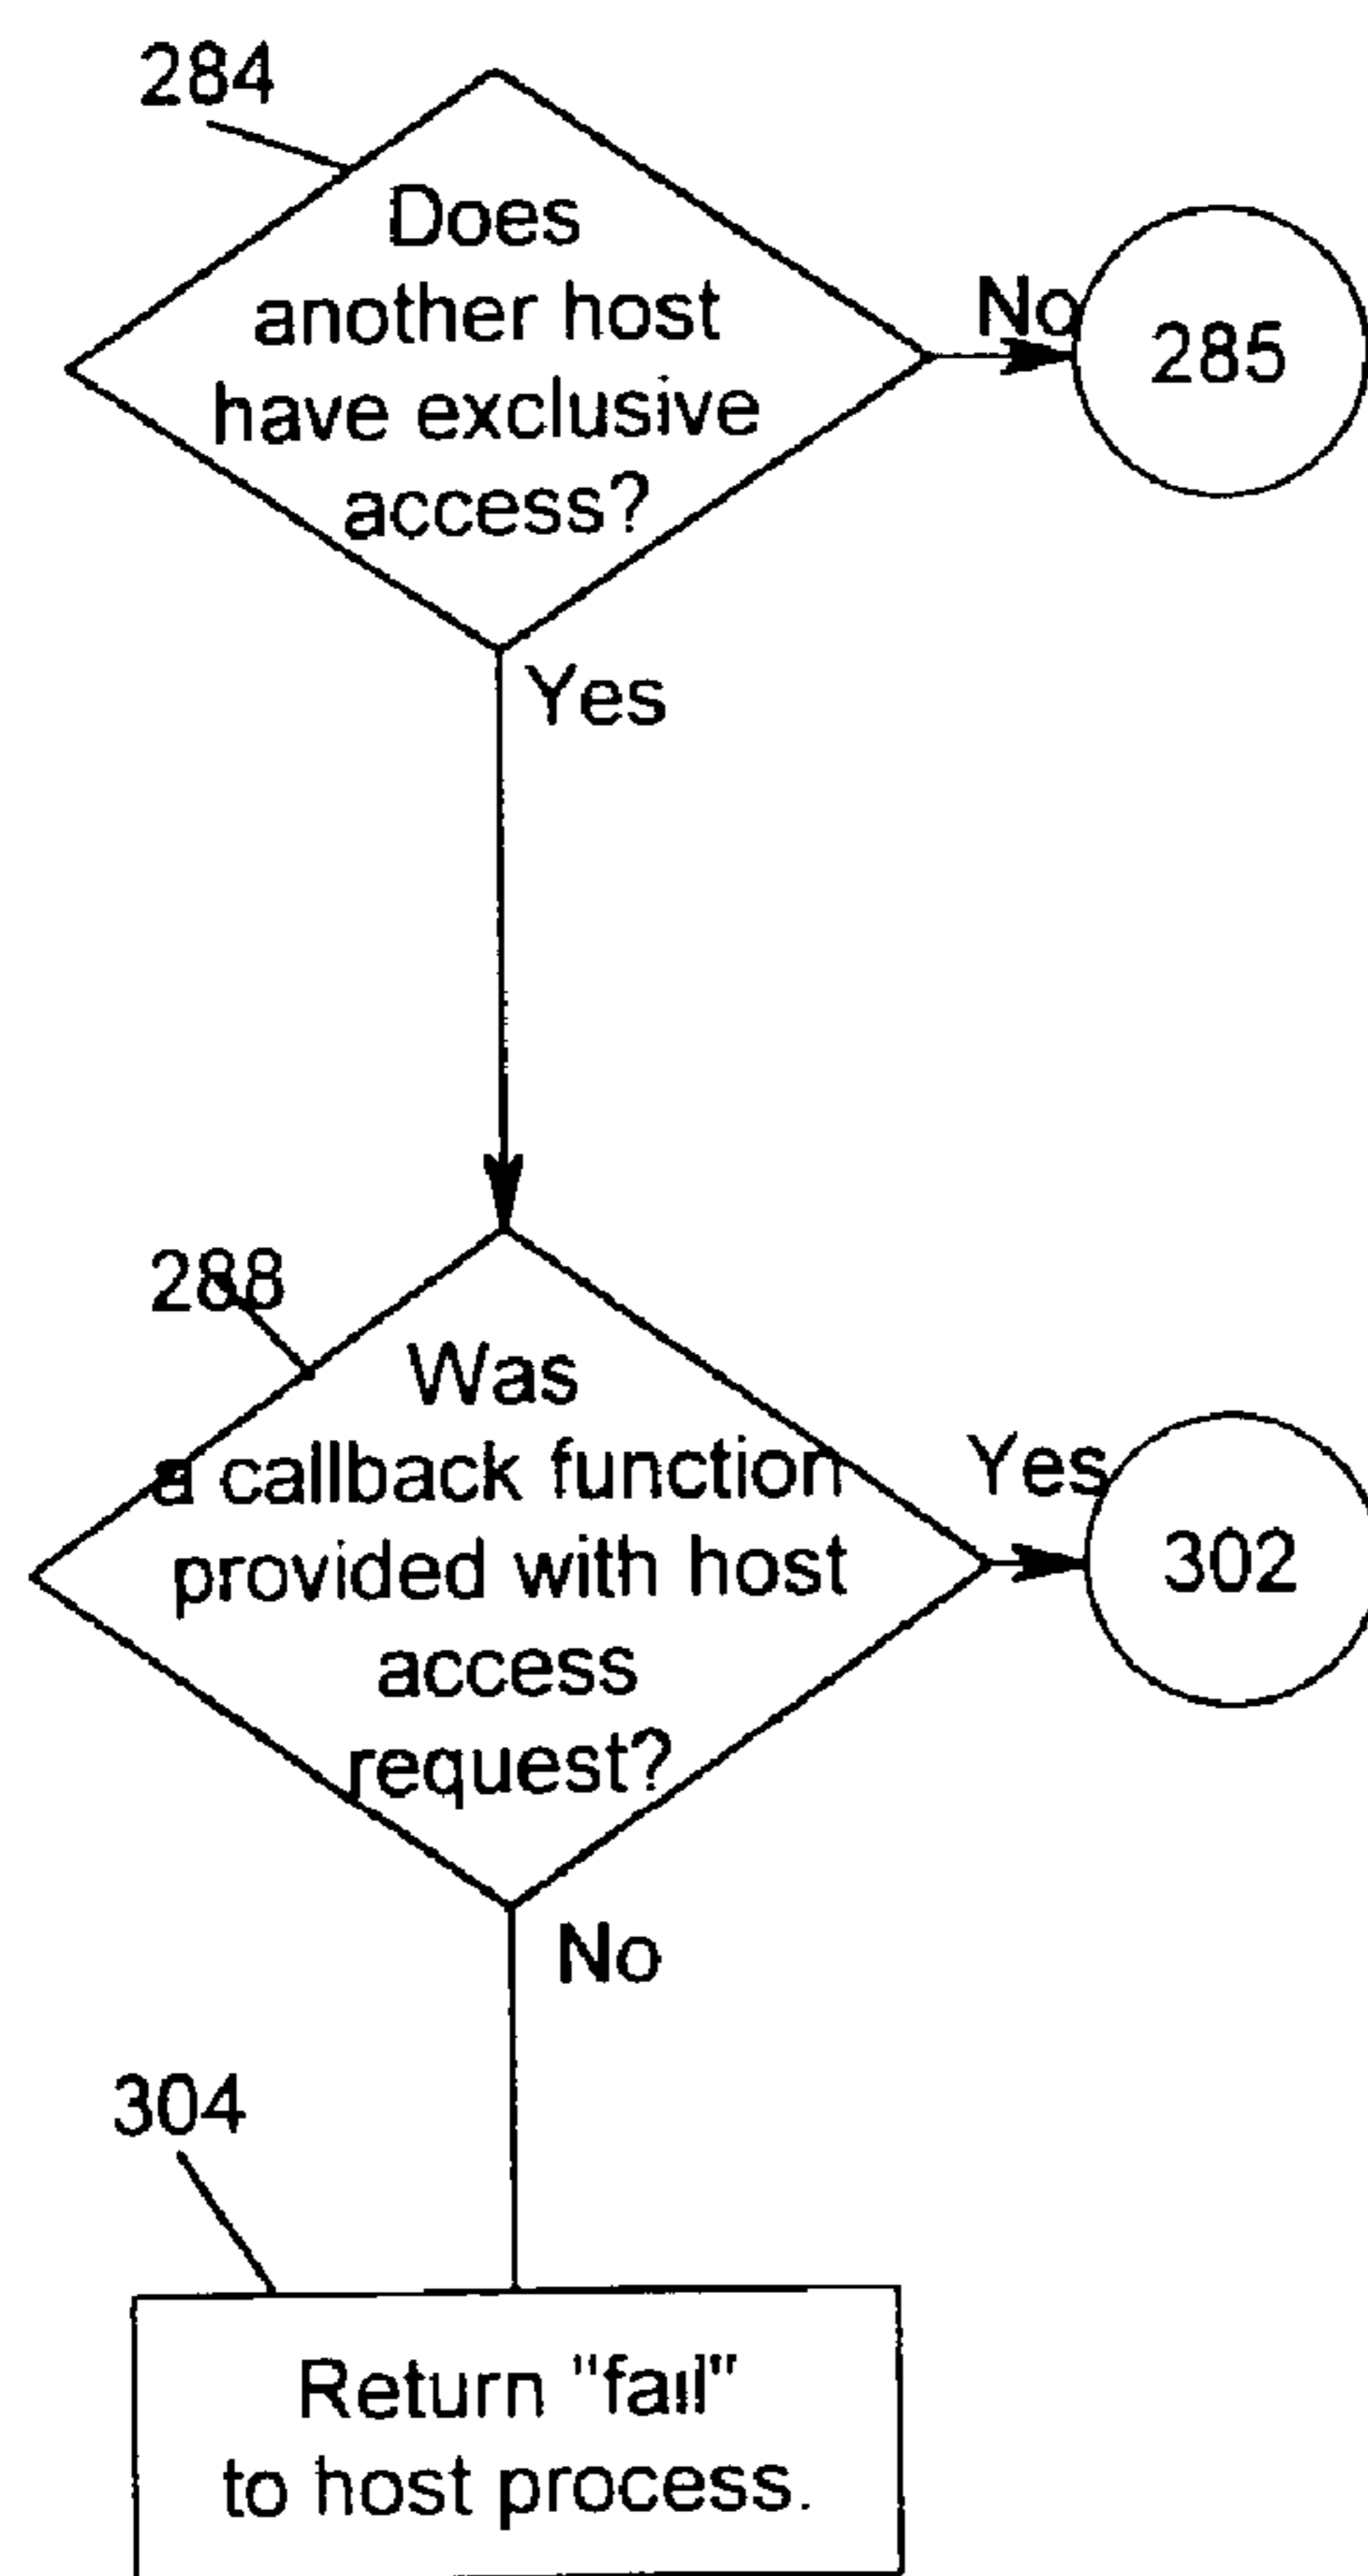 284
Does
another host
have exclusive
access?
No
285
Yes
288
Was
a callback function
provided with host
access
request?
Yes
302
No
304
Return "fail"
to host process.